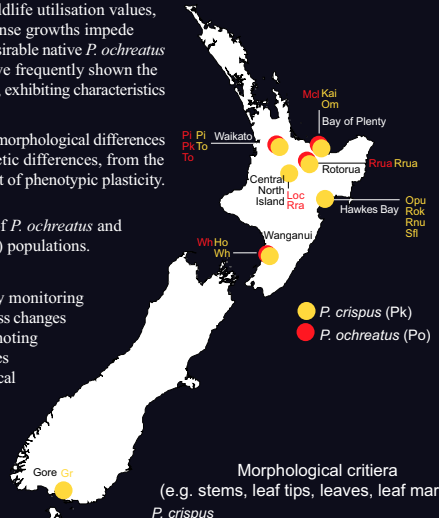 ldlife utilisation values,
ense growths impede
sirable native P. ochreatus
ve frequently shown the
, exhibiting characteristics
morphological differences
etic differences, from the
t of phenotypic plasticity.
f P. ochreatus and
) populations.
y monitoring
ss changes
noting
es
cal
Mcl Kai
Om
Bay of Plenty
Pi Pi
Pk To
To
Waikato
Rotorua
Rrua Rrua
Central
North
Island
Loc
Rra
Hawkes Bay
Opu
Rok
Rnu
Sfl
Wanganui
Wh Ho
Wh
P. crispus (Pk)
P. ochreatus (Po)
Gore Gr
Morphological critiera
(e.g. stems, leaf tips, leaves, leaf mar
P. crispus